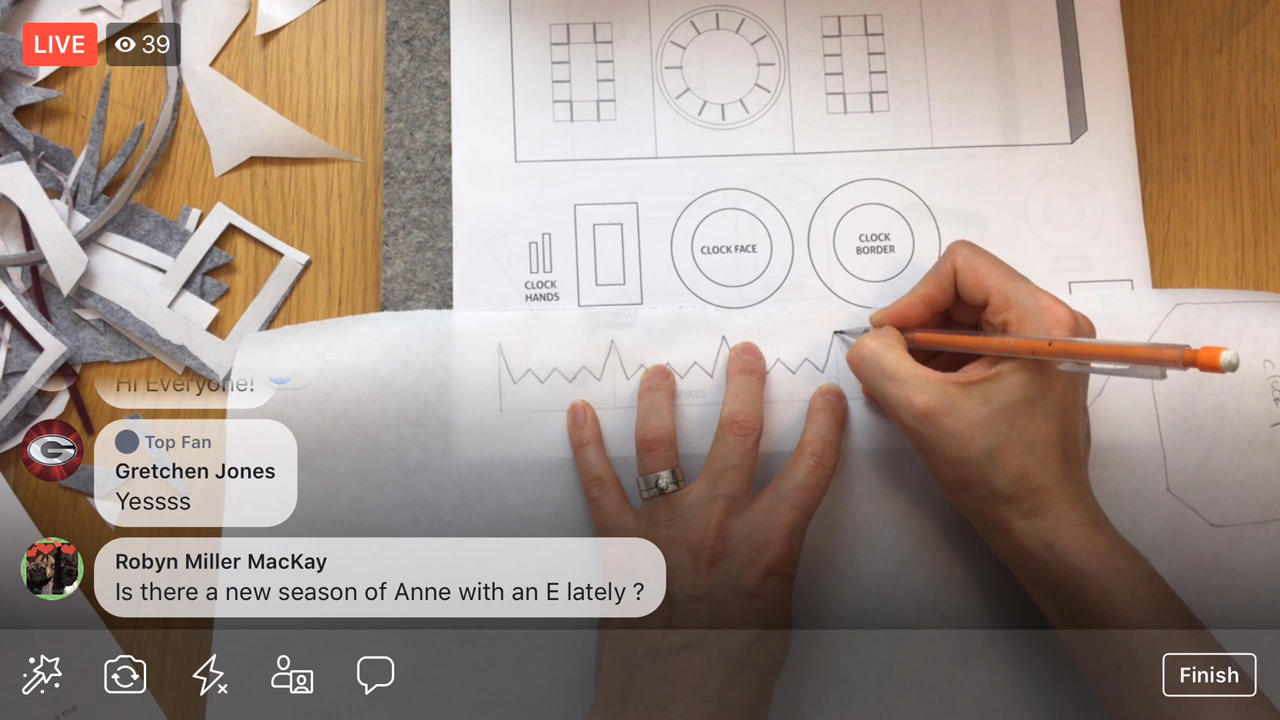 LIVE
39
CLOCK FACE
CLOCK
BORDER
CLOCK
HANDS
Hi Everyone!
SPIKES
Top Fan
Gretchen Jones
Yessss
Robyn Miller MacKay
Is there a new season of Anne with an E lately ?
Finish